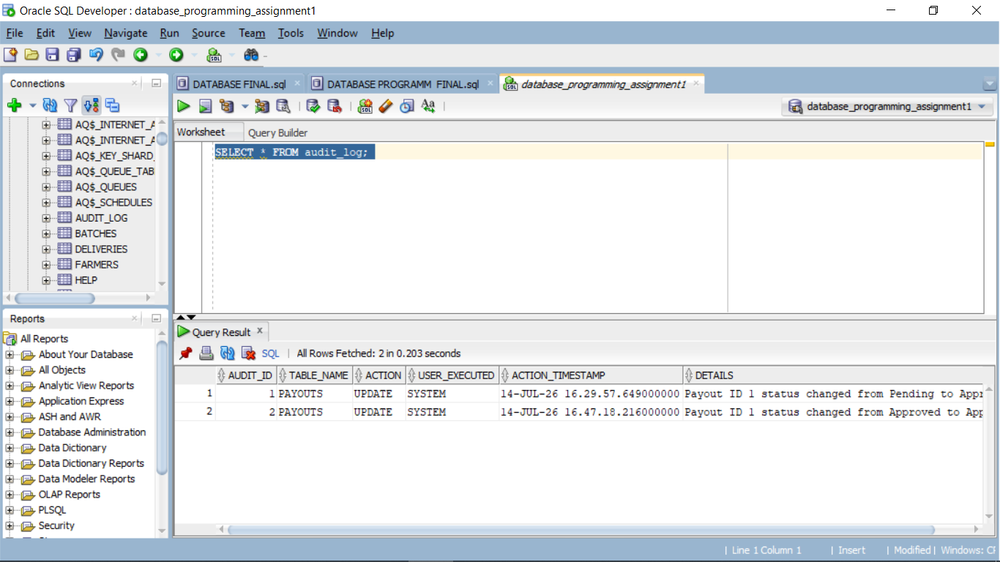 Oracle SQL Developer : database_programming_assignment1
File Edit View Navigate Run Source Team Tools Window Help
Connections
AQ$_INTERNET_A
AQ$_INTERNET_A
AQ$_KEY_SHARD_
AQ$_QUEUE_TAB
AQ$_QUEUES
AQ$_SCHEDULES
AUDIT_LOG
BATCHES
DELIVERIES
FARMERS
HELP
Reports
All Reports
About Your Database
All Objects
Analytic View Reports
Application Express
ASH and AWR
Database Administration
Data Dictionary
Data Dictionary Reports
Data Modeler Reports
OLAP Reports
PLSQL
Security
DATABASE FINAL.sql DATABASE PROGRAMM FINAL.sql database_programming_assignment1
database_programming_assignment1
Worksheet Query Builder
SELECT * FROM audit_log;
Query Result
SQL | All Rows Fetched: 2 in 0.203 seconds
AUDIT_ID TABLE_NAME ACTION USER_EXECUTED ACTION_TIMESTAMP DETAILS
1 1 PAYOUTS UPDATE SYSTEM 14-JUL-26 16.29.57.649000000 Payout ID 1 status changed from Pending to Appr
2 2 PAYOUTS UPDATE SYSTEM 14-JUL-26 16.47.18.216000000 Payout ID 1 status changed from Approved to App
| Line 1 Column 1 | Insert | Modified | Windows: CF